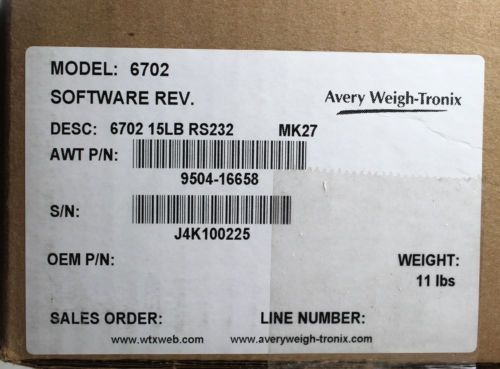 MODEL: 6702
SOFTWARE REV.
Avery Weigh-Tronix
DESC: 6702 15LB RS232 MK27
AWT P/N:
9504-16658
S/N:
J4K100225
OEM P/N:
WEIGHT:
11 lbs
SALES ORDER: LINE NUMBER:
www.wtxweb.com www.averyweigh-tronix.com